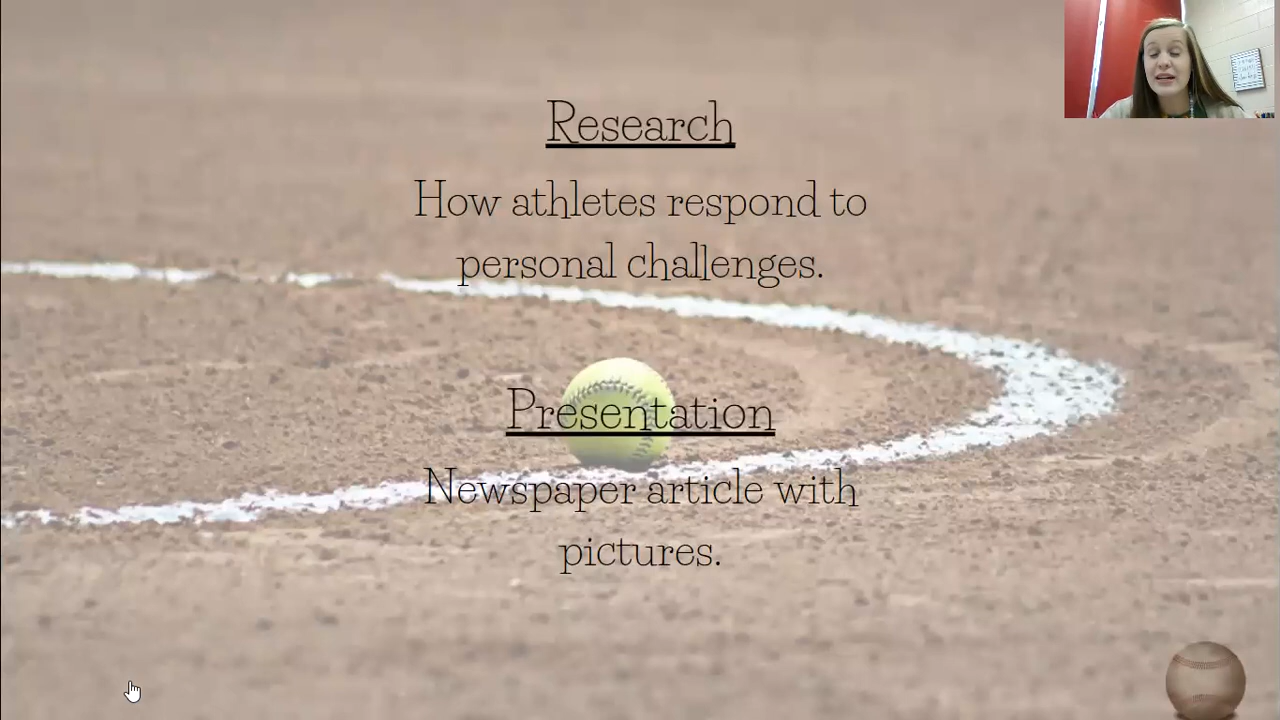 Research
How athletes respond to
personal challenges.
Presentation
Newspaper article with
pictures.